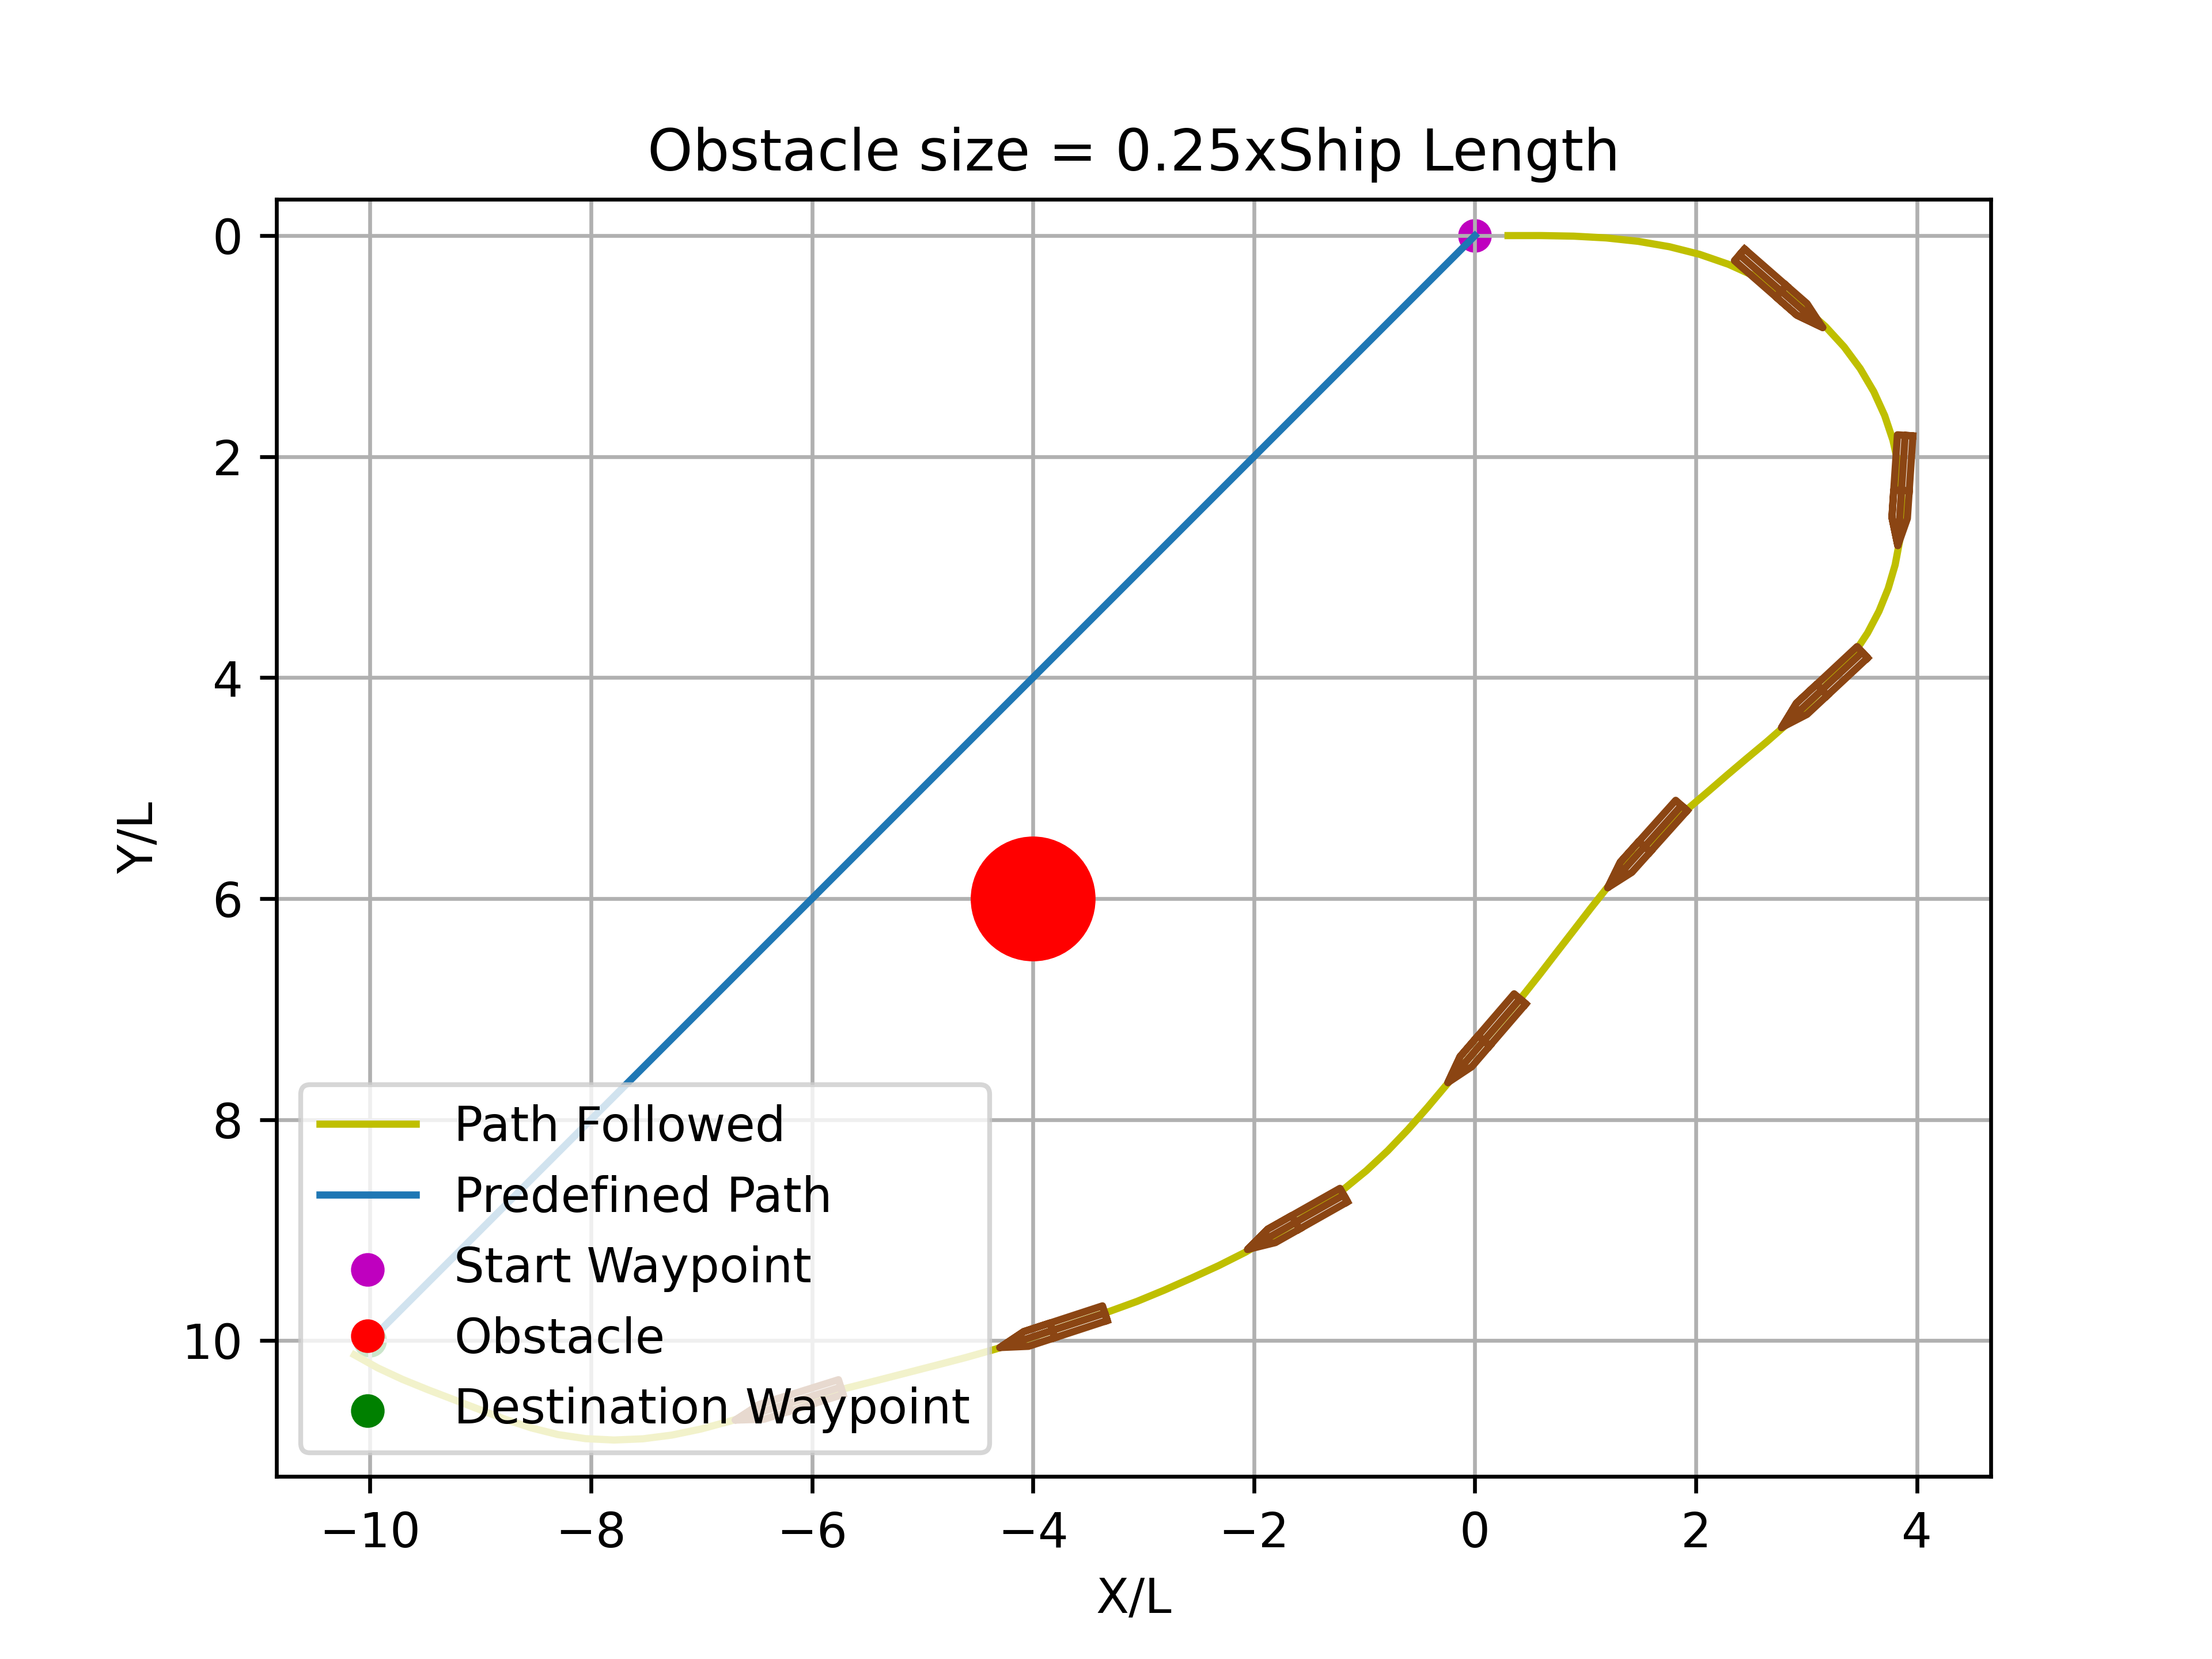 Obstacle size = 0.25xShip Length
0
2
4
6
8
10
Y/L
Path Followed
Predefined Path
Start Waypoint
Obstacle
Destination Waypoint
−10 −8 −6 −4 −2 0 2 4
X/L